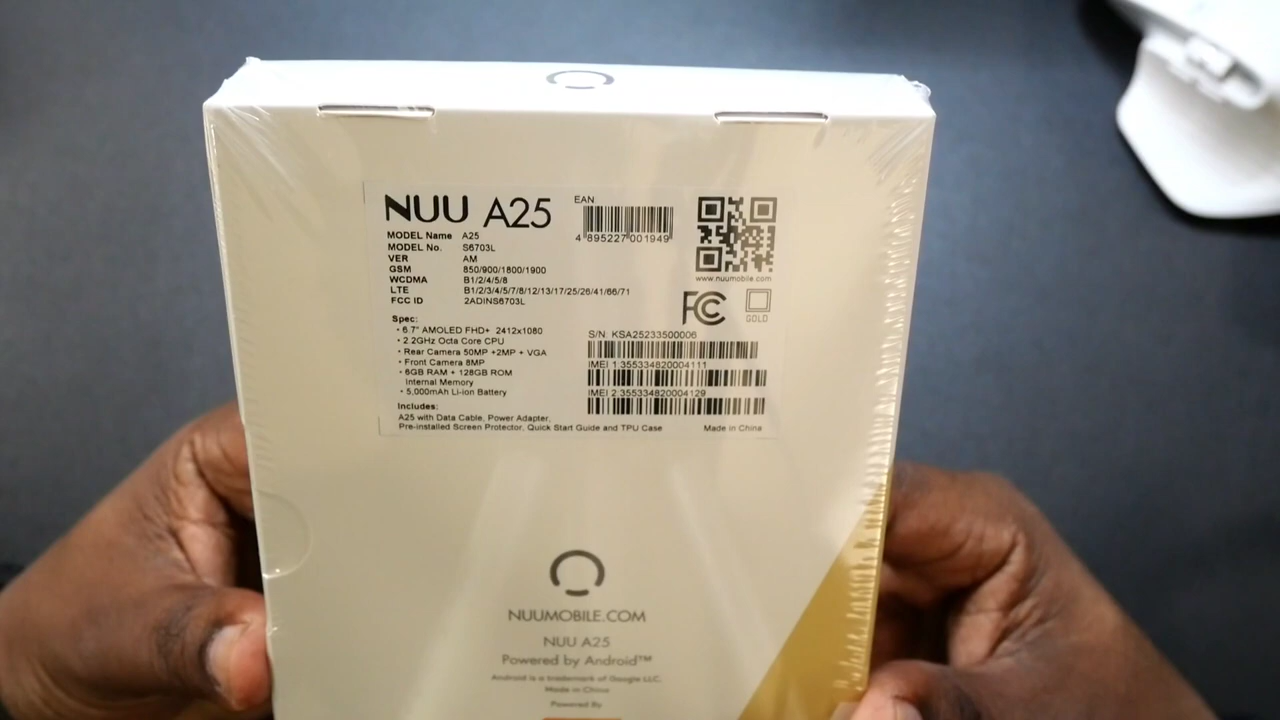 NUU A25
EAN
4 895227 001949
MODEL Name A25
MODEL No. S6703L
VER AM
GSM 850/900/1800/1900
WCDMA B1/2/4/5/8
LTE B1/2/3/4/5/7/8/12/13/17/25/26/41/66/71
FCC ID 2ADINS6703L
www.nuumobile.com
FC
GOLD
Spec:
• 6.7" AMOLED FHD+ 2412x1080
• 2.2GHz Octa Core CPU
• Rear Camera 50MP +2MP + VGA
• Front Camera 8MP
• 6GB RAM + 128GB ROM
Internal Memory
• 5,000mAh Li-ion Battery
S/N KSA25233500006
IMEI 1 355334820004111
IMEI 2 355334820004129
Includes:
A25 with Data Cable, Power Adapter,
Pre-installed Screen Protector, Quick Start Guide and TPU Case
Made in China
NUUMOBILE.COM
NUU A25
Powered by Android™
Android is a trademark of Google LLC.
Made in China
Powered By